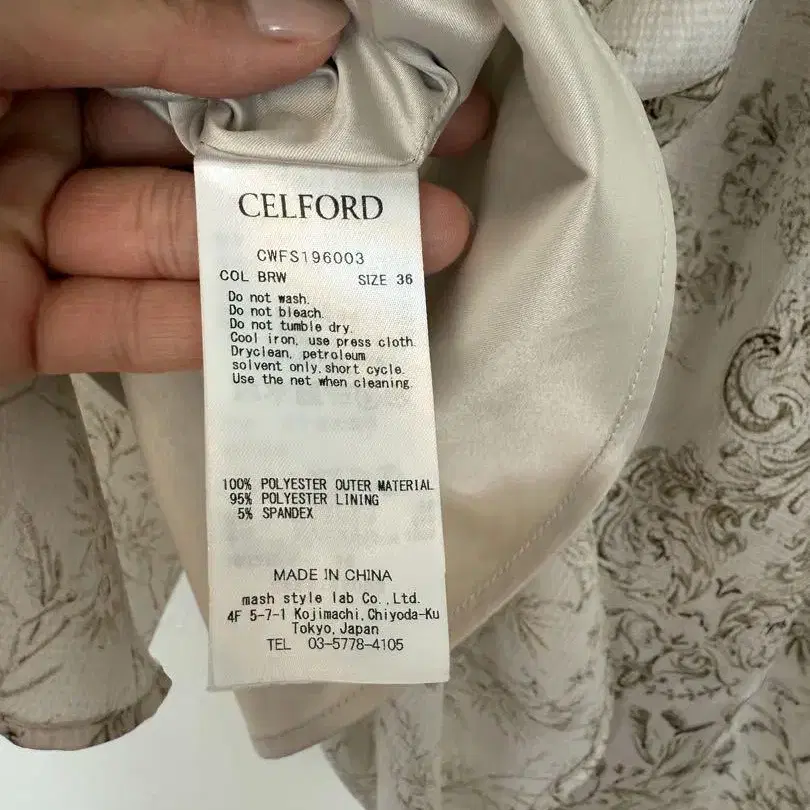 CELFORD
CWFS196003
COL BRW SIZE 36
Do not wash.
Do not bleach.
Do not tumble dry.
Cool iron, use press cloth.
Dryclean, petroleum
solvent only, short cycle.
Use the net when cleaning.
100% POLYESTER OUTER MATERIAL
95% POLYESTER LINING
5% SPANDEX
MADE IN CHINA
mash style lab Co.,Ltd.
4F 5-7-1 Kojimachi,Chiyoda-Ku
Tokyo,Japan
TEL 03-5778-4105